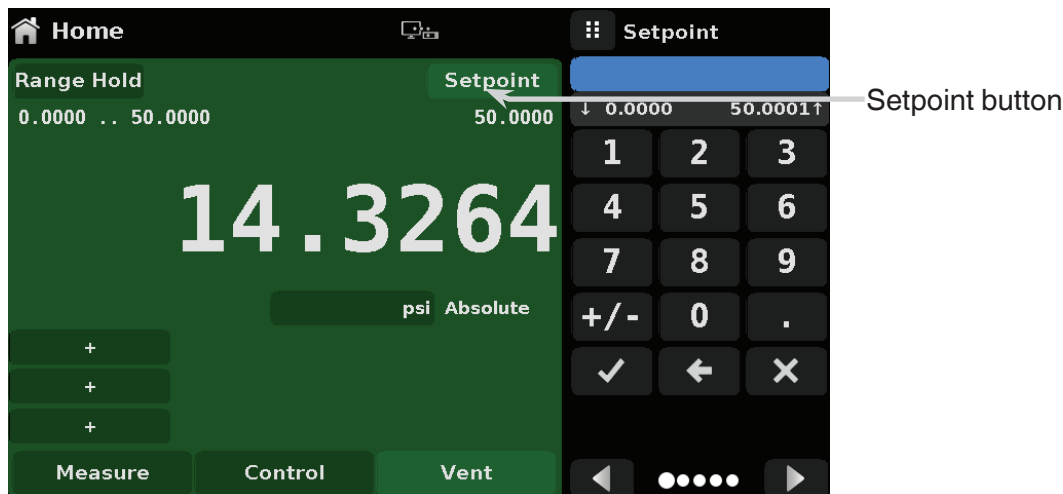 Home
Setpoint
Range Hold
Setpoint
Setpoint button
0.0000 .. 50.0000
50.0000
↓ 0.0000 50.0001↑
1 2 3
14.3264
4 5 6
7 8 9
psi Absolute
+/- 0 .
+
+
+
Measure Control Vent